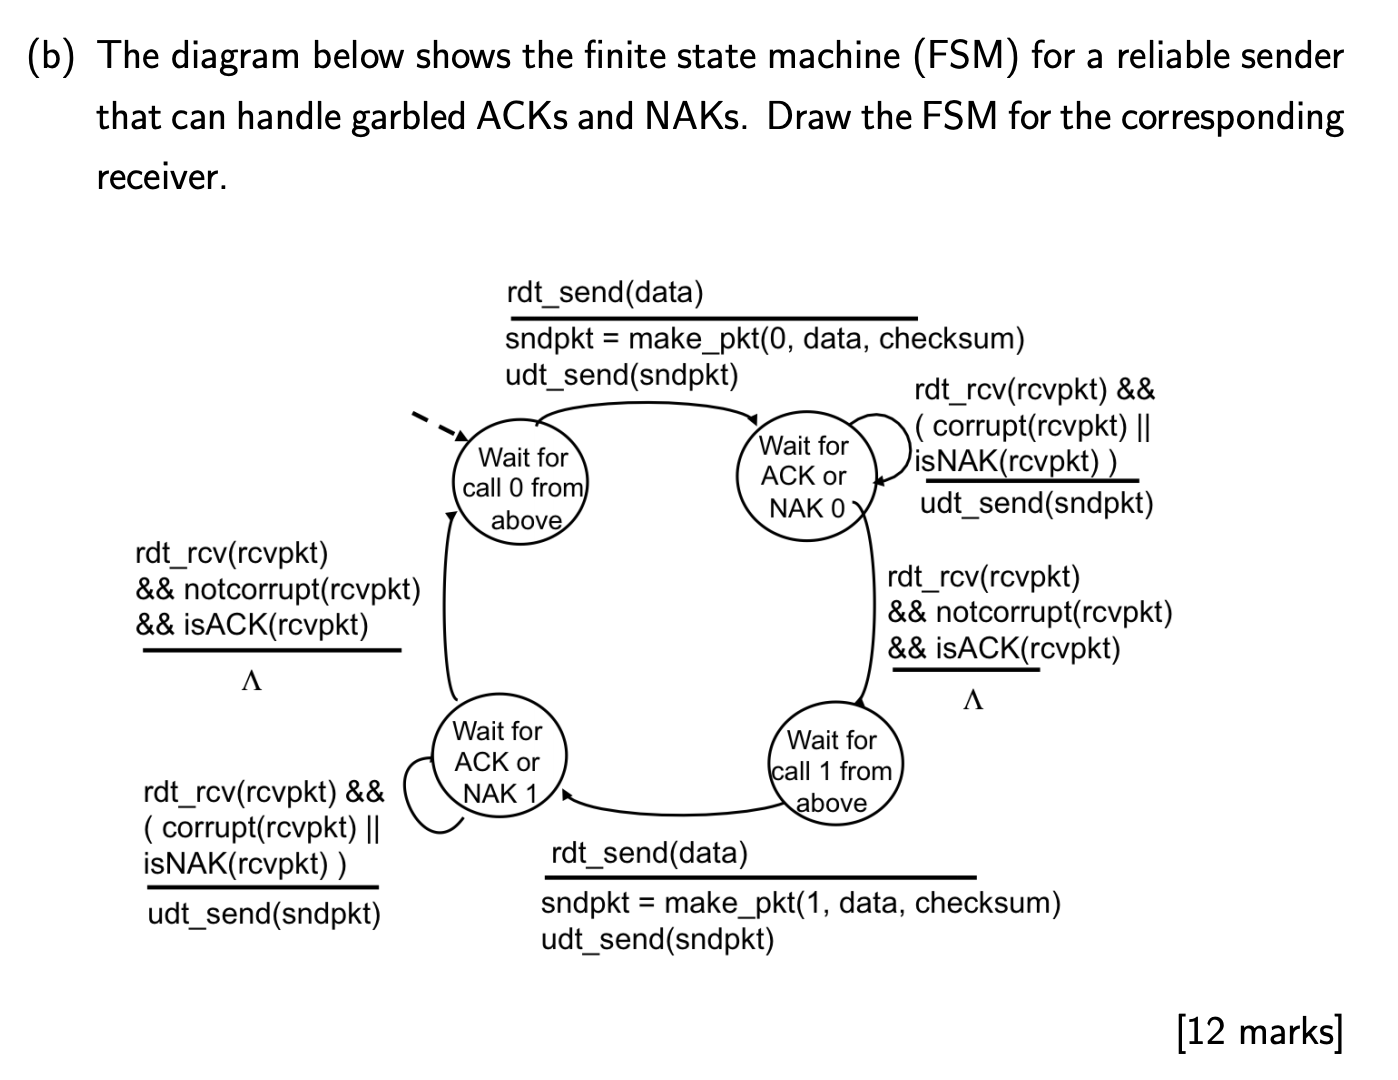 (b) The diagram below shows the finite state machine (FSM) for a reliable sender
that can handle garbled ACKs and NAKs. Draw the FSM for the corresponding
receiver.
rdt_send(data)
sndpkt = make_pkt(0, data, checksum)
udt_send(sndpkt)
Wait for
call 0 from
above
Wait for
ACK or
NAK 0
rdt_rcv(rcvpkt) &&
( corrupt(rcvpkt) ||
isNAK(rcvpkt) )
udt_send(sndpkt)
rdt_rcv(rcvpkt)
&& notcorrupt(rcvpkt)
&& isACK(rcvpkt)
Λ
rdt_rcv(rcvpkt)
&& notcorrupt(rcvpkt)
&& isACK(rcvpkt)
Λ
Wait for
ACK or
NAK 1
Wait for
call 1 from
above
rdt_rcv(rcvpkt) &&
( corrupt(rcvpkt) ||
isNAK(rcvpkt) )
udt_send(sndpkt)
rdt_send(data)
sndpkt = make_pkt(1, data, checksum)
udt_send(sndpkt)
[12 marks]